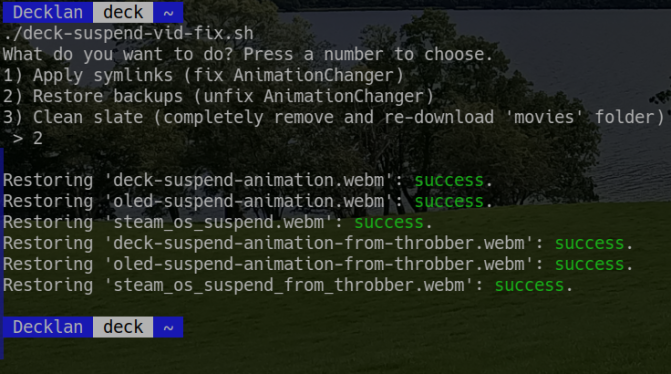 Decklan deck ~
./deck-suspend-vid-fix.sh
What do you want to do? Press a number to choose.
1) Apply symlinks (fix AnimationChanger)
2) Restore backups (unfix AnimationChanger)
3) Clean slate (completely remove and re-download 'movies' folder)
> 2
Restoring 'deck-suspend-animation.webm': success.
Restoring 'oled-suspend-animation.webm': success.
Restoring 'steam_os_suspend.webm': success.
Restoring 'deck-suspend-animation-from-throbber.webm': success.
Restoring 'oled-suspend-animation-from-throbber.webm': success.
Restoring 'steam_os_suspend_from_throbber.webm': success.
Decklan deck ~